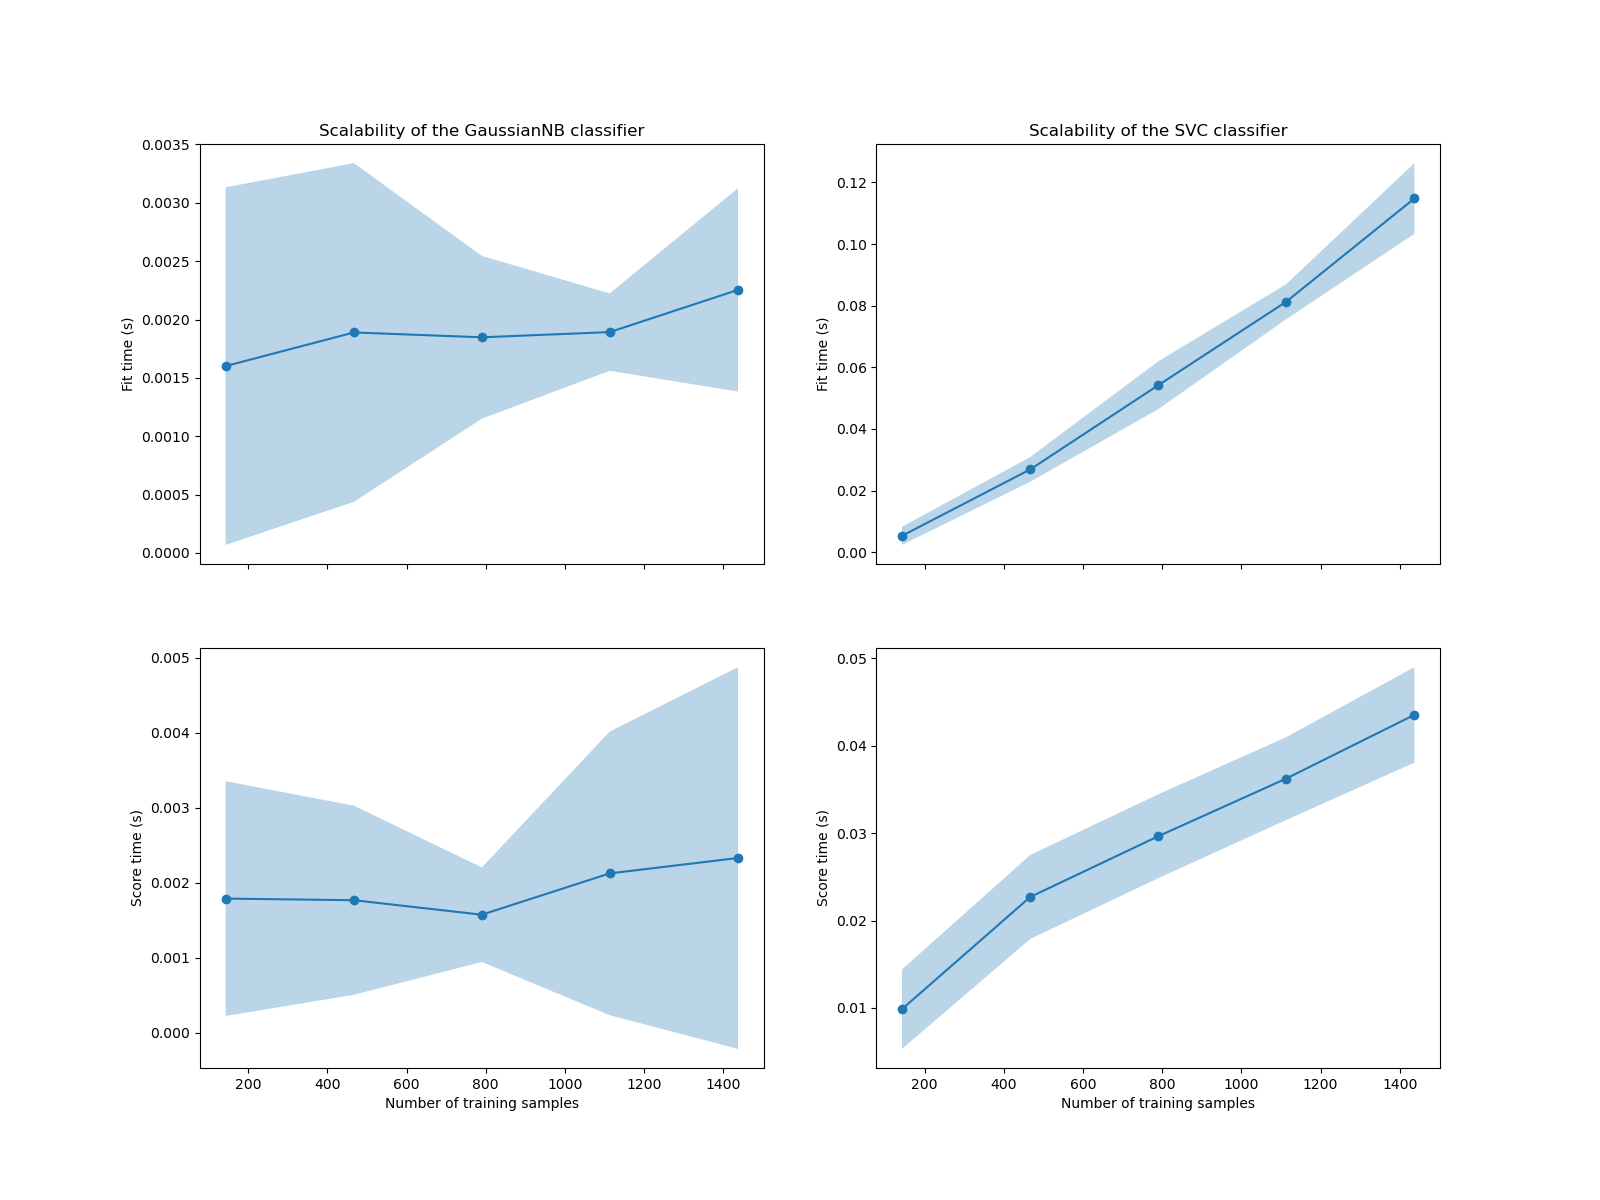 Scalability of the GaussianNB classifier
0.0035
0.0030
0.0025
0.0020
0.0015
0.0010
0.0005
0.0000
Fit time (s)
Scalability of the SVC classifier
0.12
0.10
0.08
0.06
0.04
0.02
0.00
Fit time (s)
0.005
0.004
0.003
0.002
0.001
0.000
Score time (s)
200 400 600 800 1000 1200 1400
Number of training samples
0.05
0.04
0.03
0.02
0.01
Score time (s)
200 400 600 800 1000 1200 1400
Number of training samples